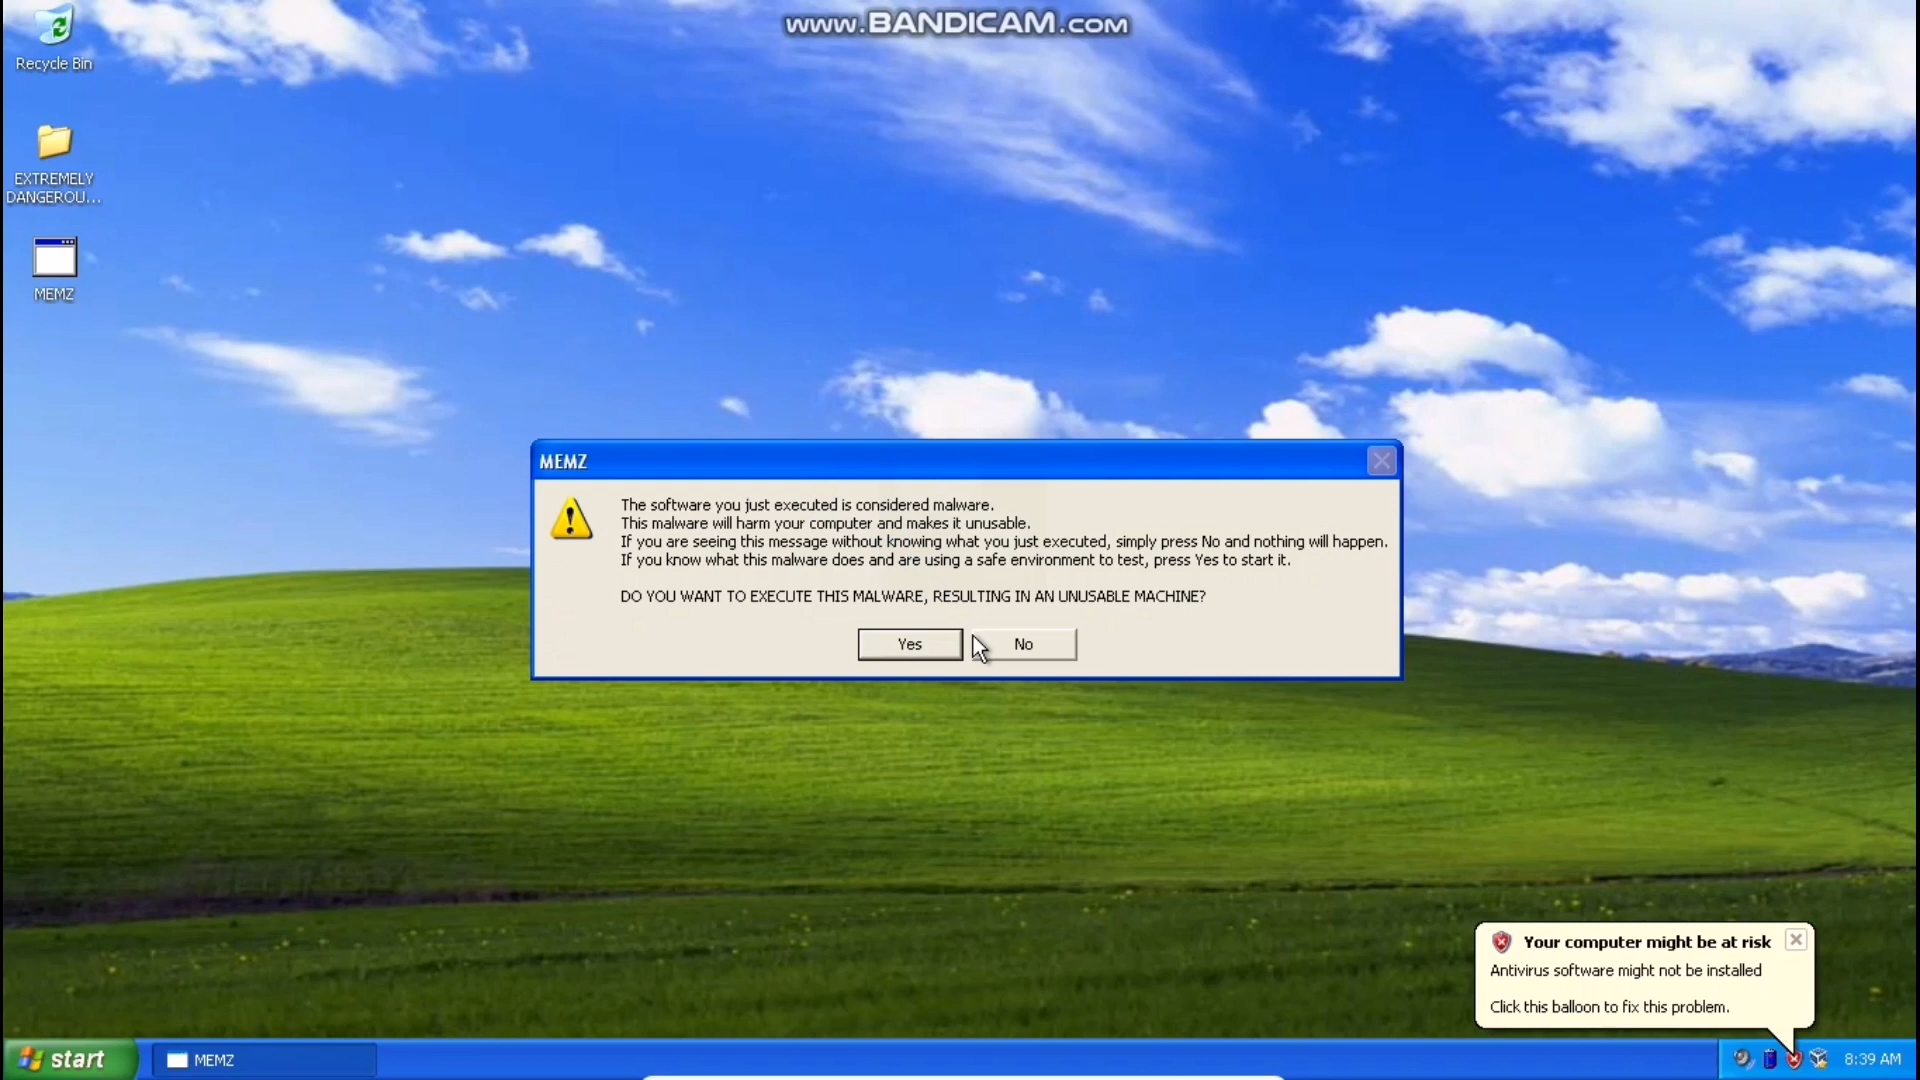 www.BANDICAM.com
Recycle Bin
EXTREMELY
DANGEROU...
MEMZ
MEMZ
The software you just executed is considered malware.
This malware will harm your computer and makes it unusable.
If you are seeing this message without knowing what you just executed, simply press No and nothing will happen.
If you know what this malware does and are using a safe environment to test, press Yes to start it.
DO YOU WANT TO EXECUTE THIS MALWARE, RESULTING IN AN UNUSABLE MACHINE?
Yes
No
Your computer might be at risk
Antivirus software might not be installed
Click this balloon to fix this problem.
start
MEMZ
8:39 AM